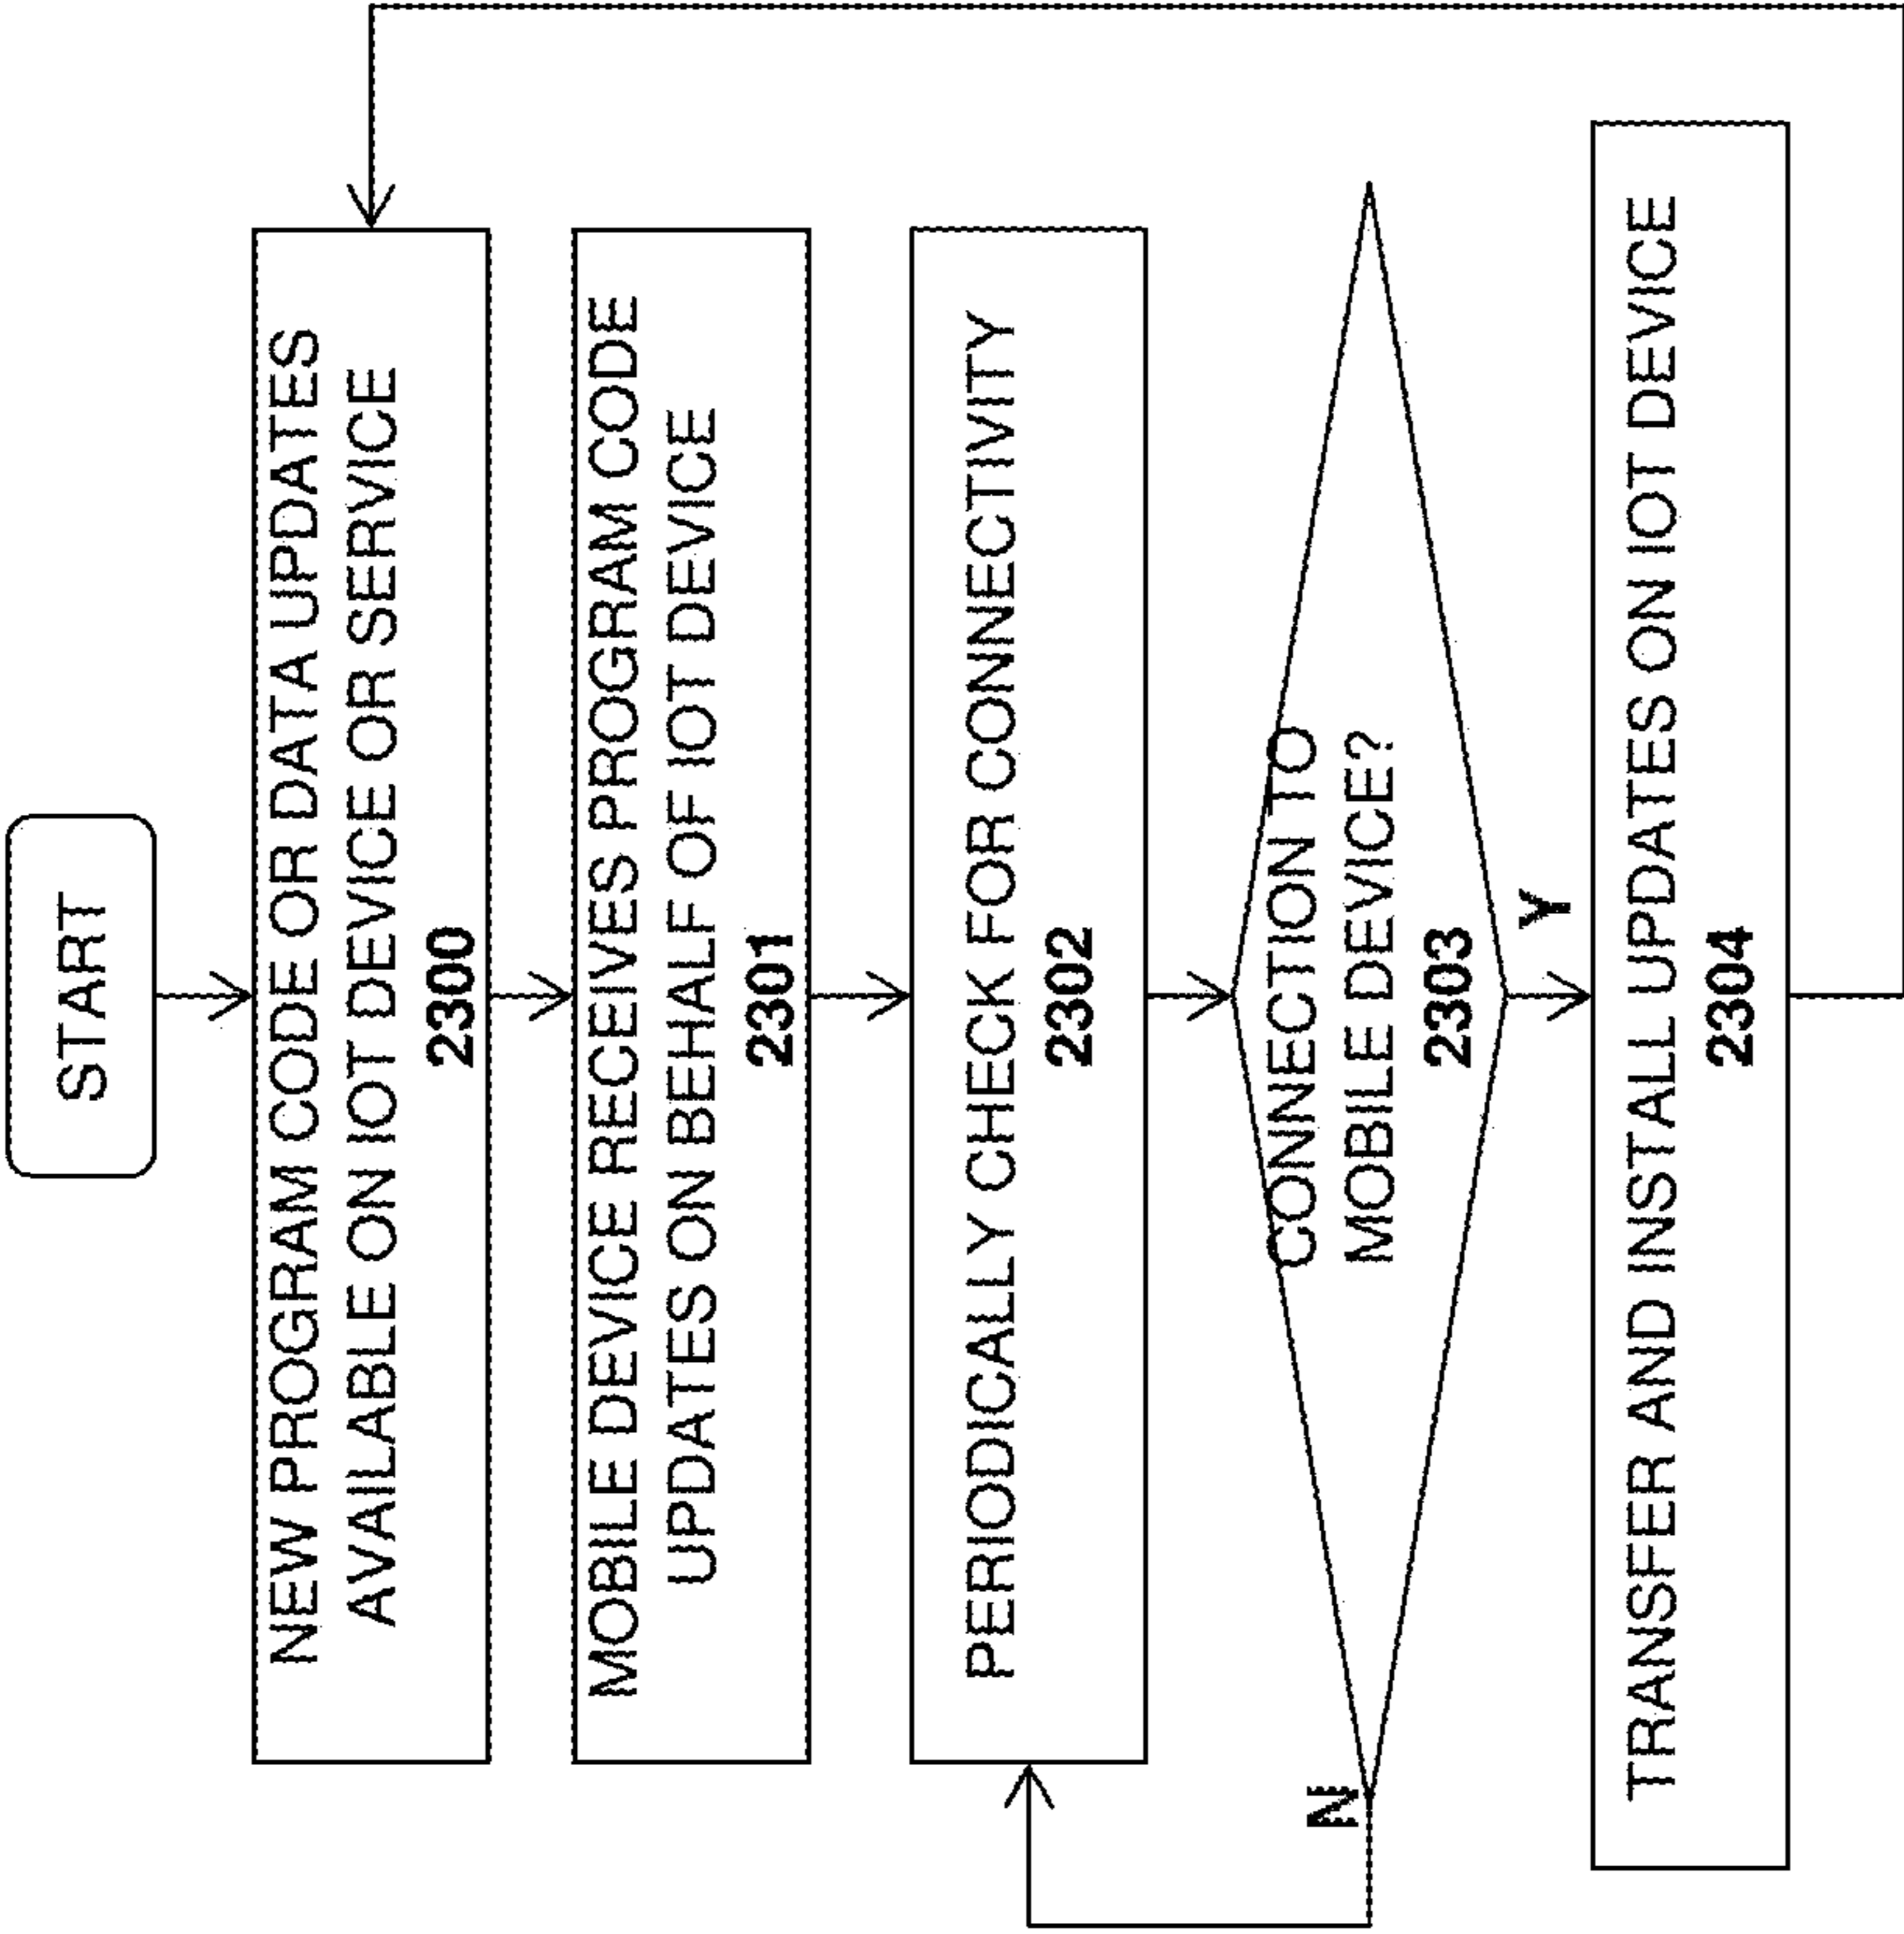 START
NEW PROGRAM CODE OR DATA UPDATES
AVAILABLE ON IOT DEVICE OR SERVICE
2300
MOBILE DEVICE RECEIVES PROGRAM CODE
UPDATES ON BEHALF OF IOT DEVICE
2301
PERIODICALLY CHECK FOR CONNECTIVITY
2302
CONNECTION TO
MOBILE DEVICE?
2303
N
Y
TRANSFER AND INSTALL UPDATES ON IOT DEVICE
2304